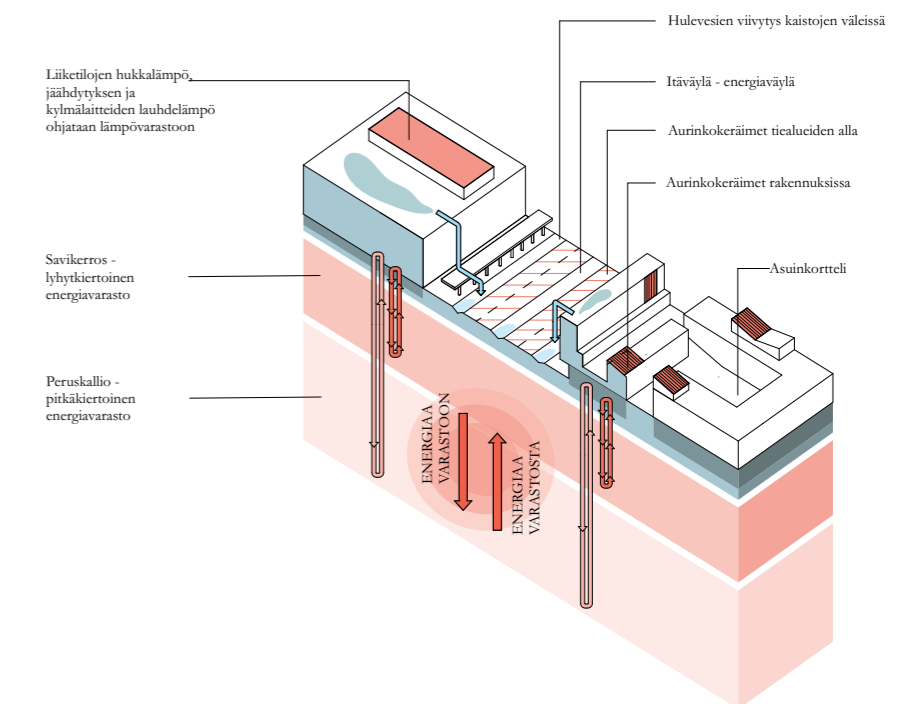 Hulevesien viivytys kaistojen väleissä
Liiketilojen hukkalämpö,
jäähdytyksen ja
kylmälaitteiden lauhdelämpö
ohjataan lämpövarastoon
Itäväylä - energiaväylä
Aurinkokeräimet tiealueiden alla
Aurinkokeräimet rakennuksissa
Savikerros -
lyhytkiertoinen
energiavarasto
Asuinkortteli
Peruskallio -
pitkäkiertoinen
energiavarasto
ENERGIAA
VARASTOON
ENERGIAA
VARASTOSTA